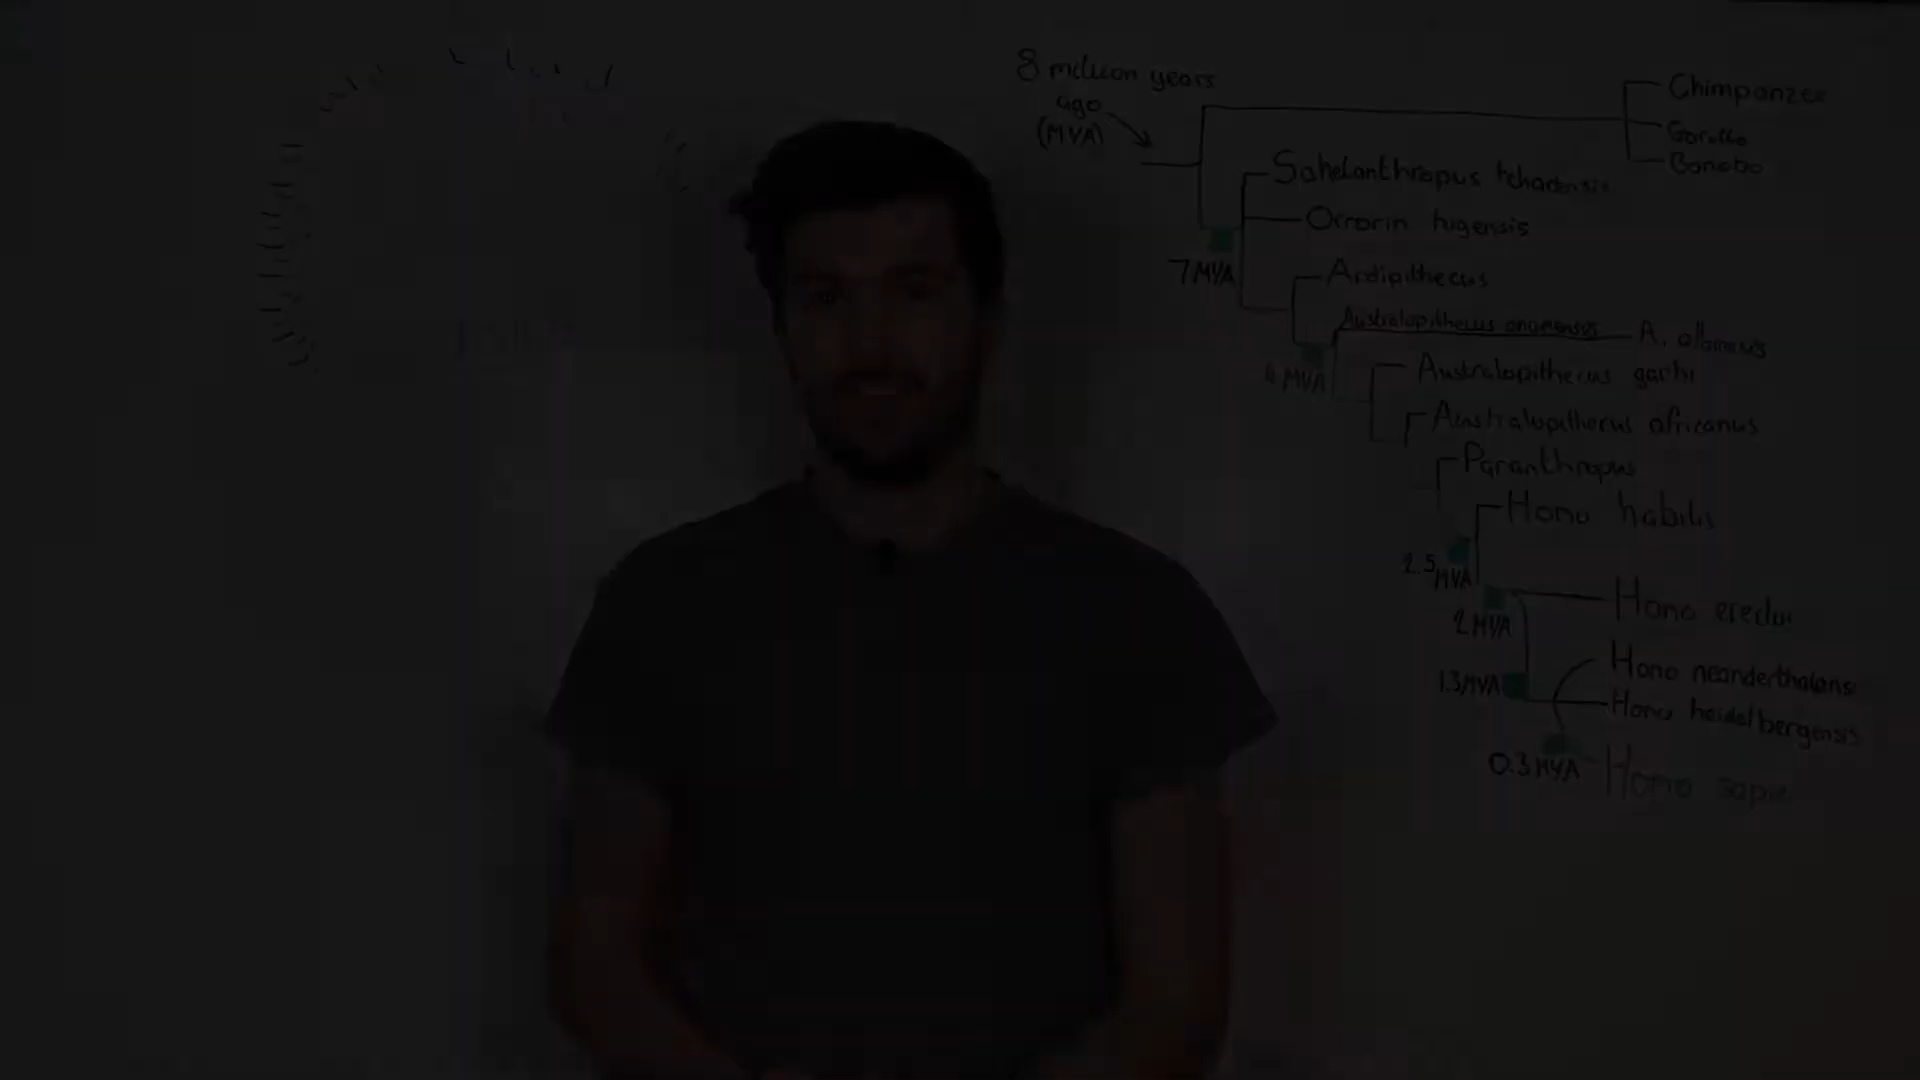 8 million years
ago
(MYA)
Chimpanzee
Gorilla
Bonobo
Sahelanthropus tchadensis
Orrorin tugensis
7 MYA
Ardipithecus
Australopithecus anamensis
A. afarensis
4 MYA
Australopithecus garhi
Australopithecus africanus
Paranthropus
Homo habilis
2.5 MYA
Homo erectus
2 MYA
Homo neanderthalans
1.3 MYA
Homo heidelbergensis
0.3 MYA
Homo sapie